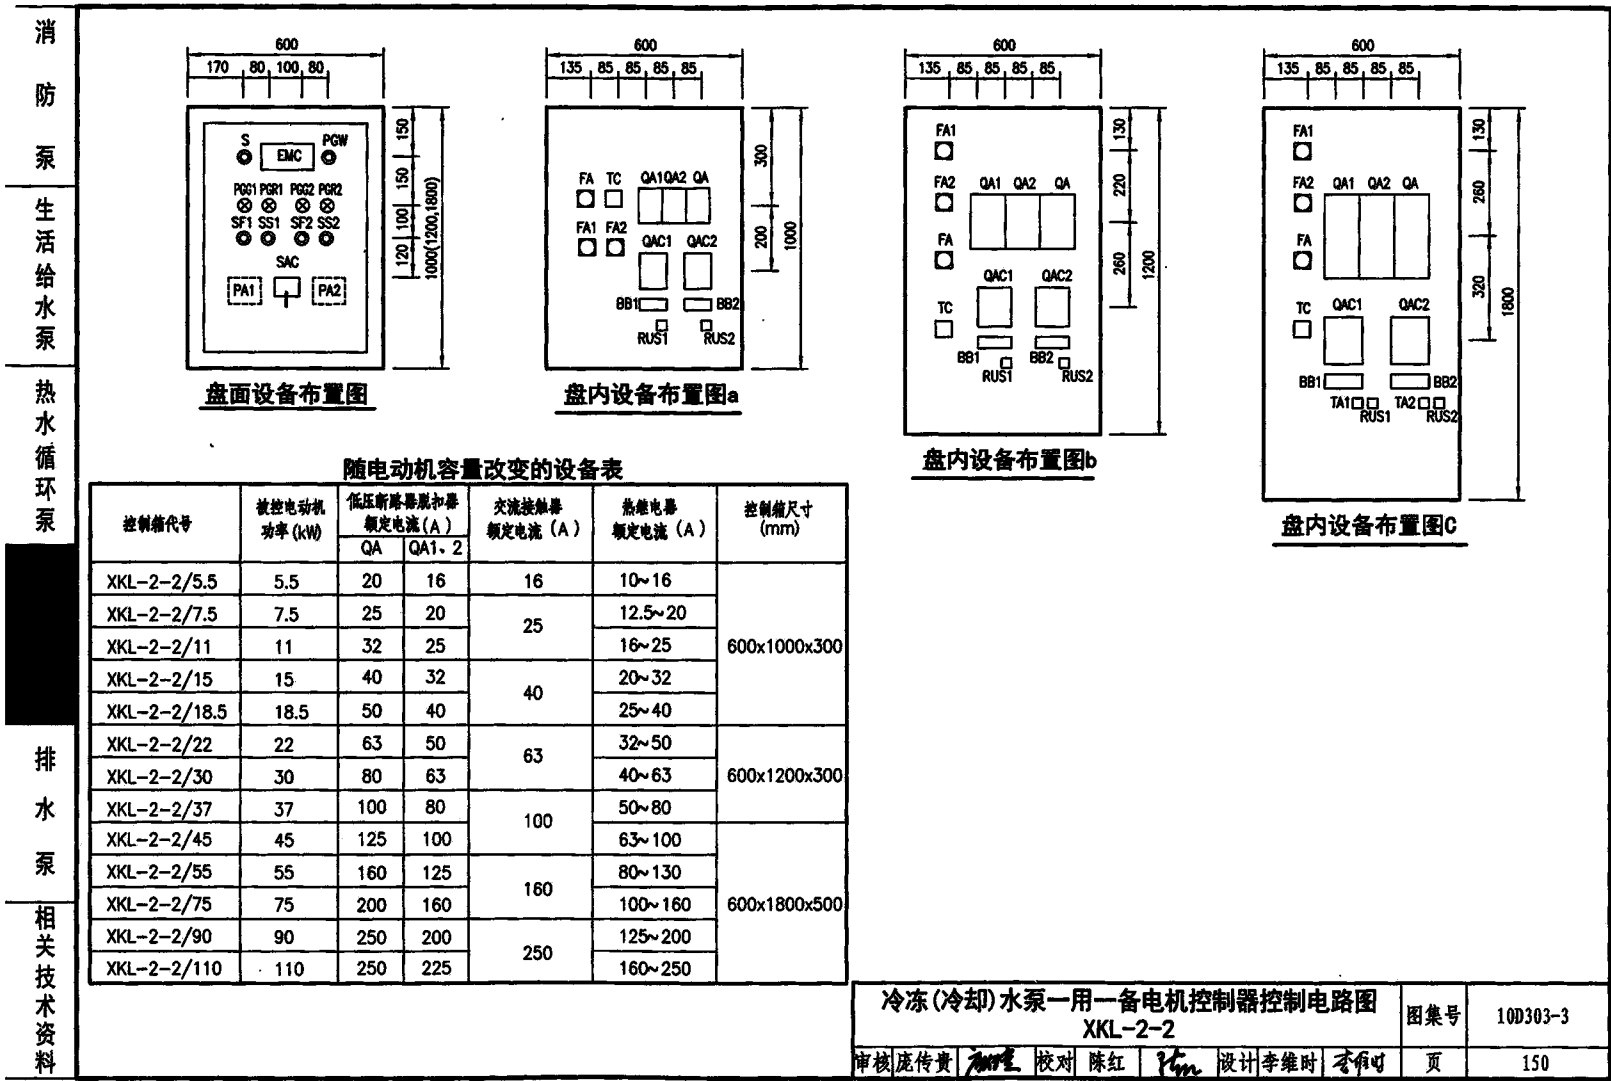 消防泵
生活给水泵
热水循环泵
排水泵
相关技术资料
600
170 80 100 80
S PGW
EMC
PGG1 PGR1 PGG2 PGR2
SF1 SS1 SF2 SS2
SAC
PA1 PA2
150
150
100
120
1000(1200,1800)
盘面设备布置图
600
135 85 85 85 85
FA TC QA1 QA2 QA
FA1 FA2 QAC1 QAC2
BB1 BB2
RUS1 RUS2
300
200
1000
盘内设备布置图a
600
135 85 85 85 85
FA1
FA2 QA1 QA2 QA
FA
QAC1 QAC2
TC
BB1 BB2
RUS1 RUS2
130
220
260
1200
盘内设备布置图b
600
135 85 85 85 85
FA1
FA2 QA1 QA2 QA
FA
TC QAC1 QAC2
BB1 BB2
TA1 RUS1 TA2 RUS2
130
260
320
1800
盘内设备布置图C
随电动机容量改变的设备表
控制箱代号 被控电动机功率(kW) 低压断路器脱扣器额定电流(A) 交流接触器额定电流(A) 热继电器额定电流(A) 控制箱尺寸(mm)
QA QA1、2
XKL-2-2/5.5 5.5 20 16 16 10~16
XKL-2-2/7.5 7.5 25 20 25 12.5~20
XKL-2-2/11 11 32 25 16~25 600x1000x300
XKL-2-2/15 15 40 32 40 20~32
XKL-2-2/18.5 18.5 50 40 25~40
XKL-2-2/22 22 63 50 63 32~50
XKL-2-2/30 30 80 63 40~63 600x1200x300
XKL-2-2/37 37 100 80 100 50~80
XKL-2-2/45 45 125 100 63~100
XKL-2-2/55 55 160 125 160 80~130
XKL-2-2/75 75 200 160 100~160 600x1800x500
XKL-2-2/90 90 250 200 250 125~200
XKL-2-2/110 110 250 225 160~250
冷冻(冷却)水泵一用一备电机控制器控制电路图
XKL-2-2
图集号 10D303-3
审核 庞传贵 校对 陈红 设计 李维时 页 150